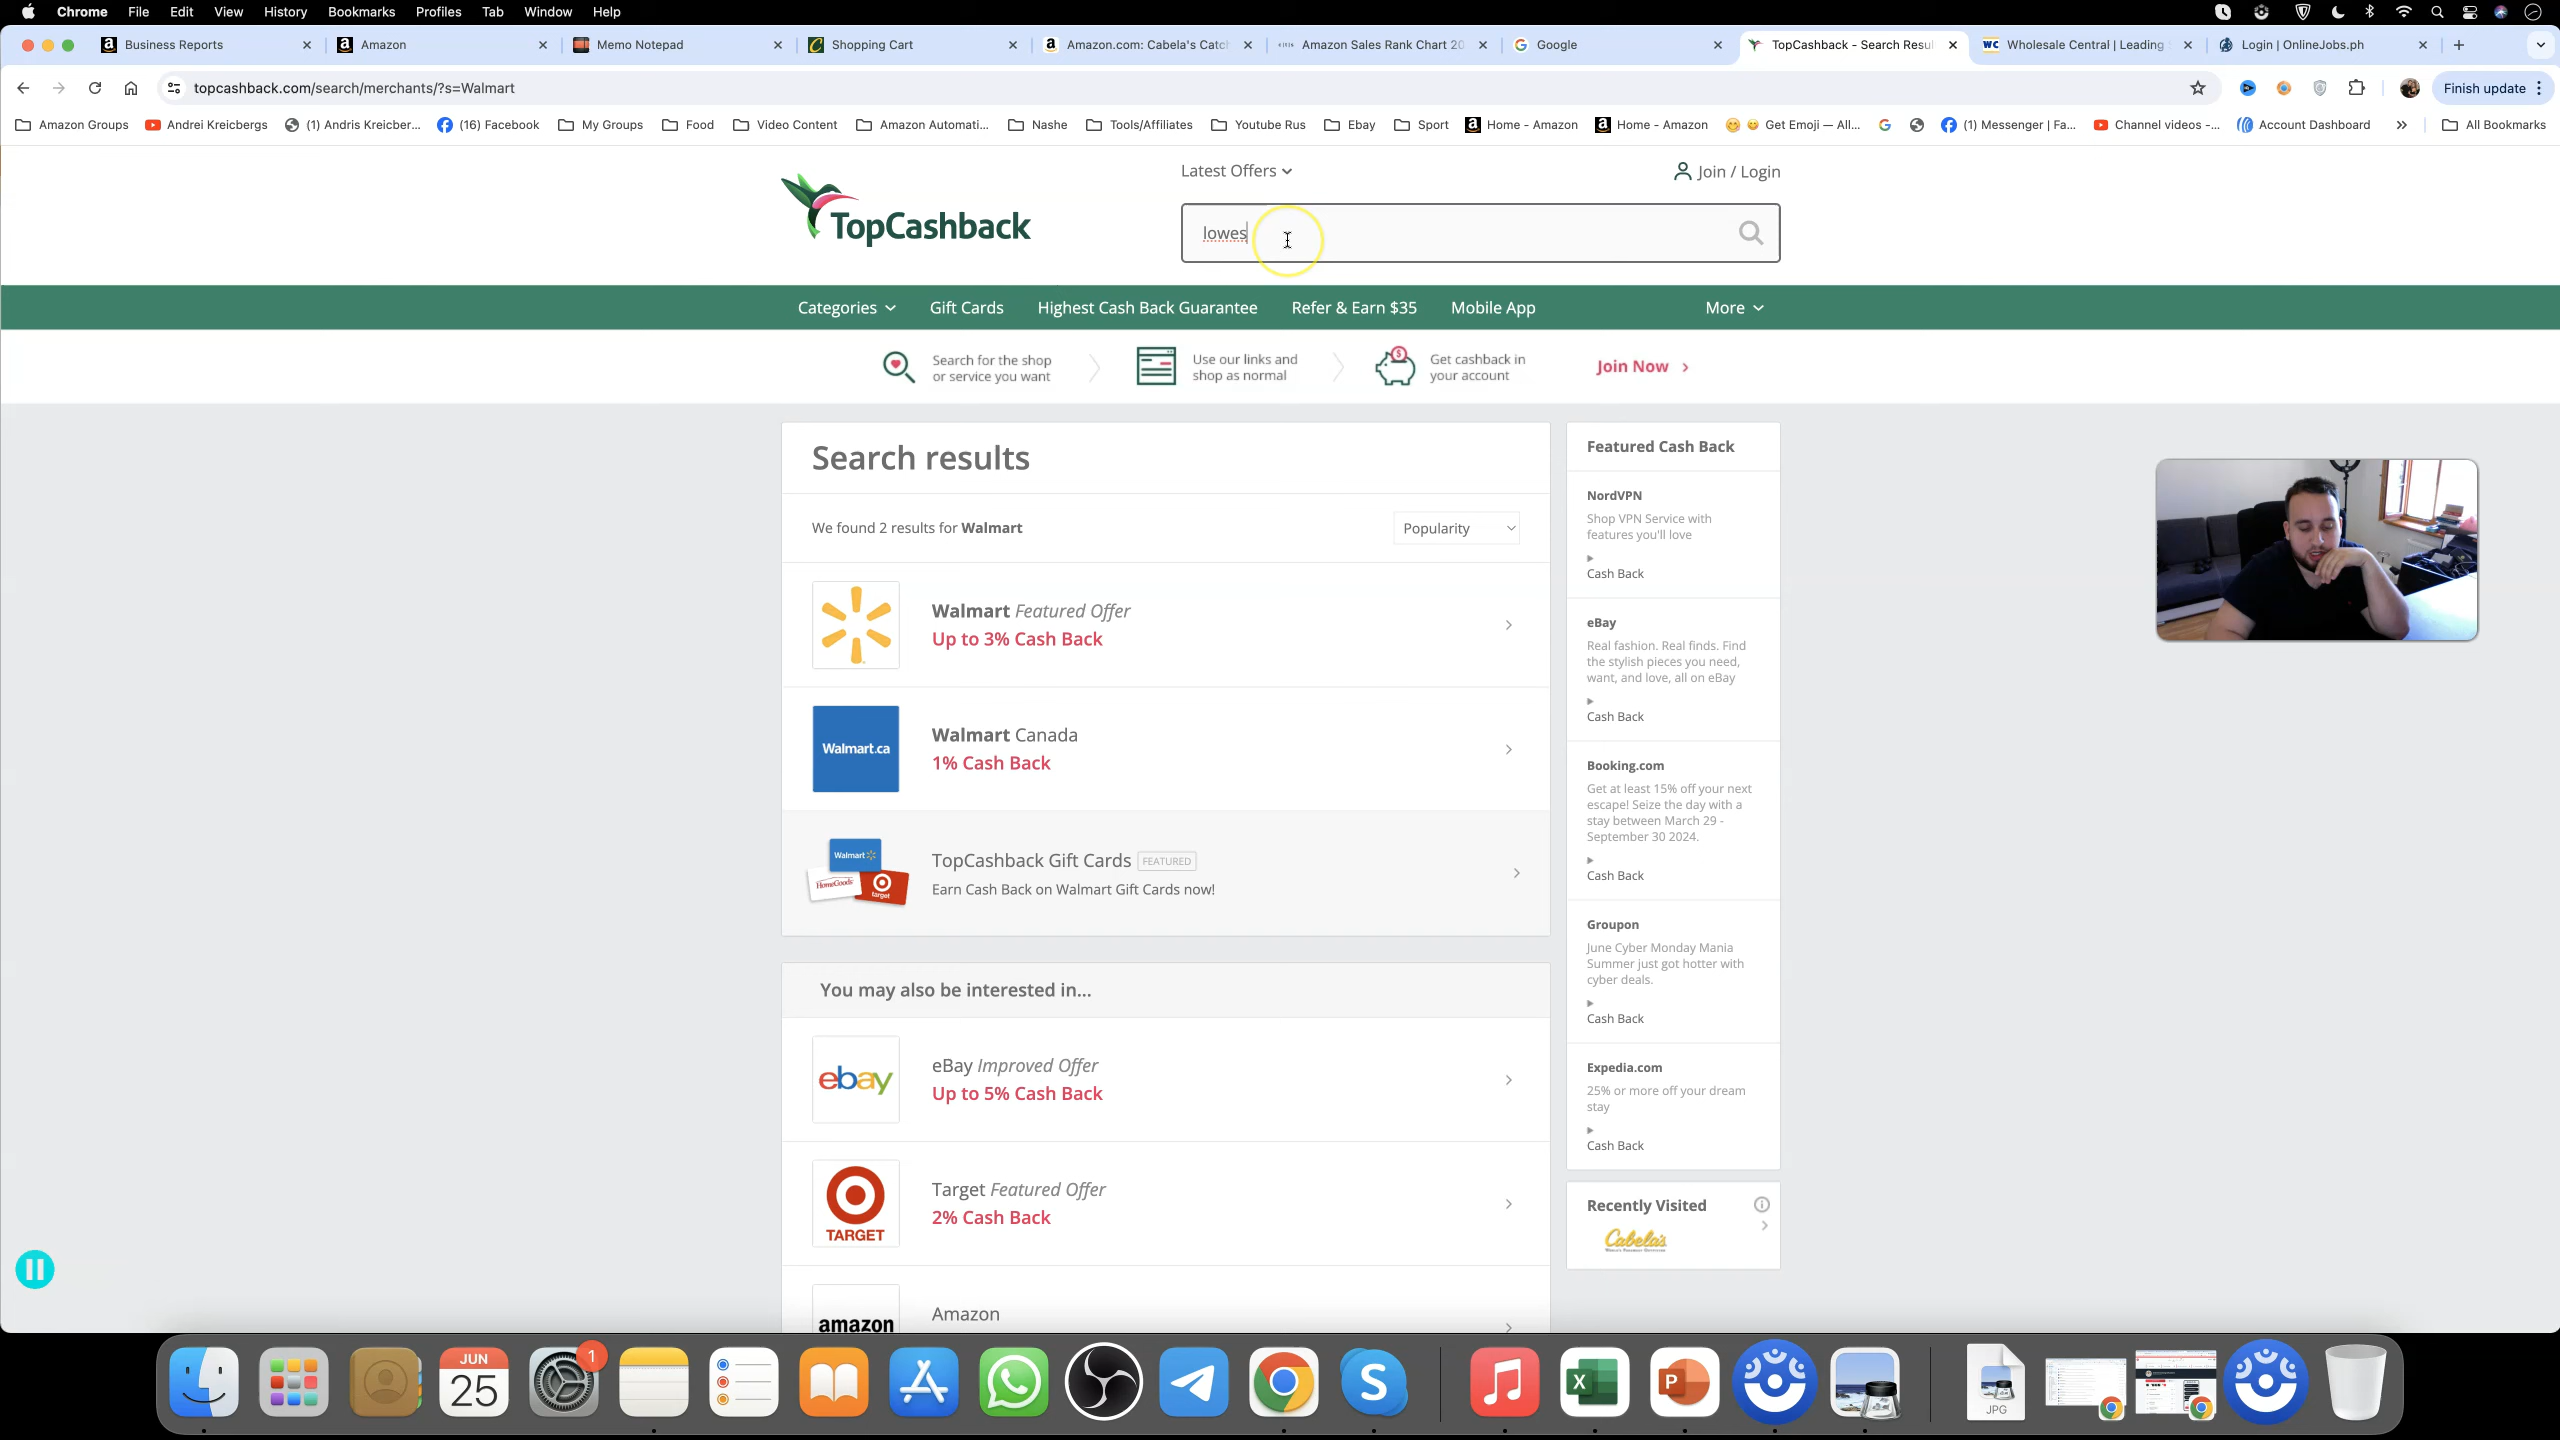 Chrome File Edit View History Bookmarks Profiles Tab Window Help
Business Reports
Amazon
Memo Notepad
Shopping Cart
Amazon.com: Cabela's Catch
Amazon Sales Rank Chart 20
Google
TopCashback - Search Resul
Wholesale Central | Leading
Login | OnlineJobs.ph
topcashback.com/search/merchants/?s=Walmart
Finish update
Amazon Groups
Andrei Kreicbergs
(1) Andris Kreicber...
(16) Facebook
My Groups
Food
Video Content
Amazon Automati...
Nashe
Tools/Affiliates
Youtube Rus
Ebay
Sport
Home - Amazon
Home - Amazon
Get Emoji — All...
(1) Messenger | Fa...
Channel videos -...
Account Dashboard
All Bookmarks
Latest Offers
Join / Login
TopCashback
lowes
Categories
Gift Cards
Highest Cash Back Guarantee
Refer & Earn $35
Mobile App
More
Search for the shop
or service you want
Use our links and
shop as normal
Get cashback in
your account
Join Now
Search results
We found 2 results for Walmart
Popularity
Walmart Featured Offer
Up to 3% Cash Back
Walmart.ca
Walmart Canada
1% Cash Back
Walmart
HomeGoods
target
TopCashback Gift Cards FEATURED
Earn Cash Back on Walmart Gift Cards now!
You may also be interested in...
ebay
eBay Improved Offer
Up to 5% Cash Back
TARGET
Target Featured Offer
2% Cash Back
amazon
Amazon
Featured Cash Back
NordVPN
Shop VPN Service with
features you'll love
Cash Back
eBay
Real fashion. Real finds. Find
the stylish pieces you need,
want, and love, all on eBay
Cash Back
Booking.com
Get at least 15% off your next
escape! Seize the day with a
stay between March 29 -
September 30 2024.
Cash Back
Groupon
June Cyber Monday Mania
Summer just got hotter with
cyber deals.
Cash Back
Expedia.com
25% or more off your dream
stay
Cash Back
Recently Visited
Cabela's
JUN
25
1
JPG